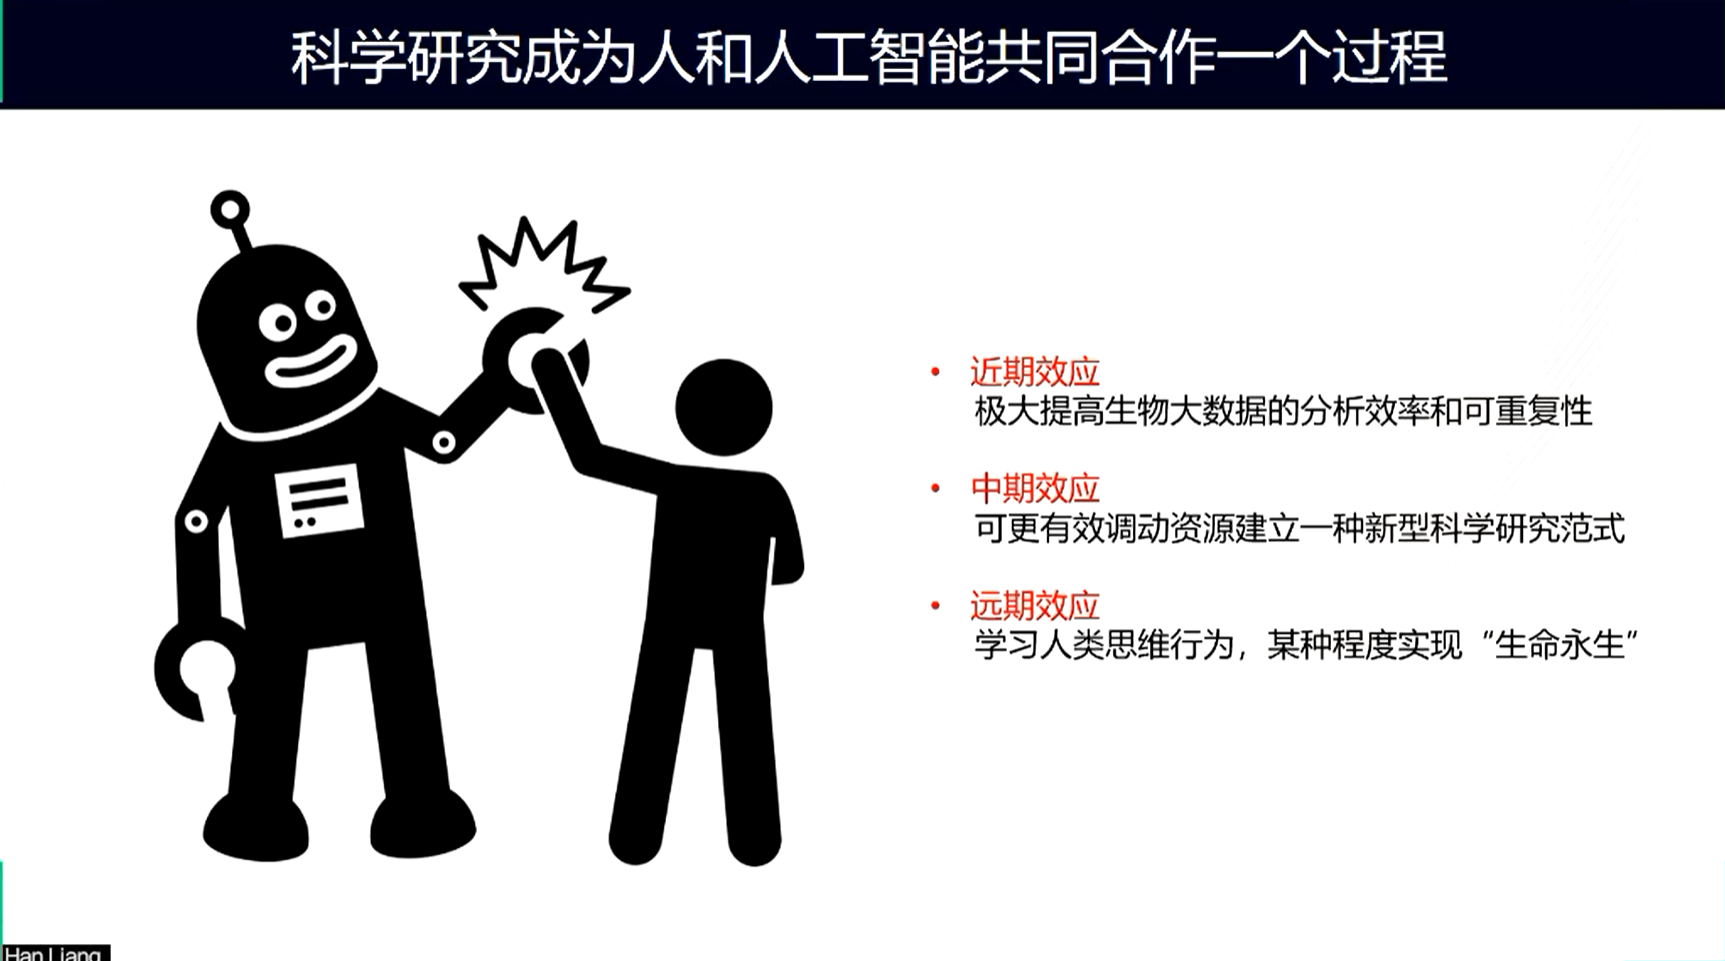 科学研究成为人和人工智能共同合作一个过程
• 近期效应
极大提高生物大数据的分析效率和可重复性
• 中期效应
可更有效调动资源建立一种新型科学研究范式
• 远期效应
学习人类思维行为，某种程度实现“生命永生”
Han Liang